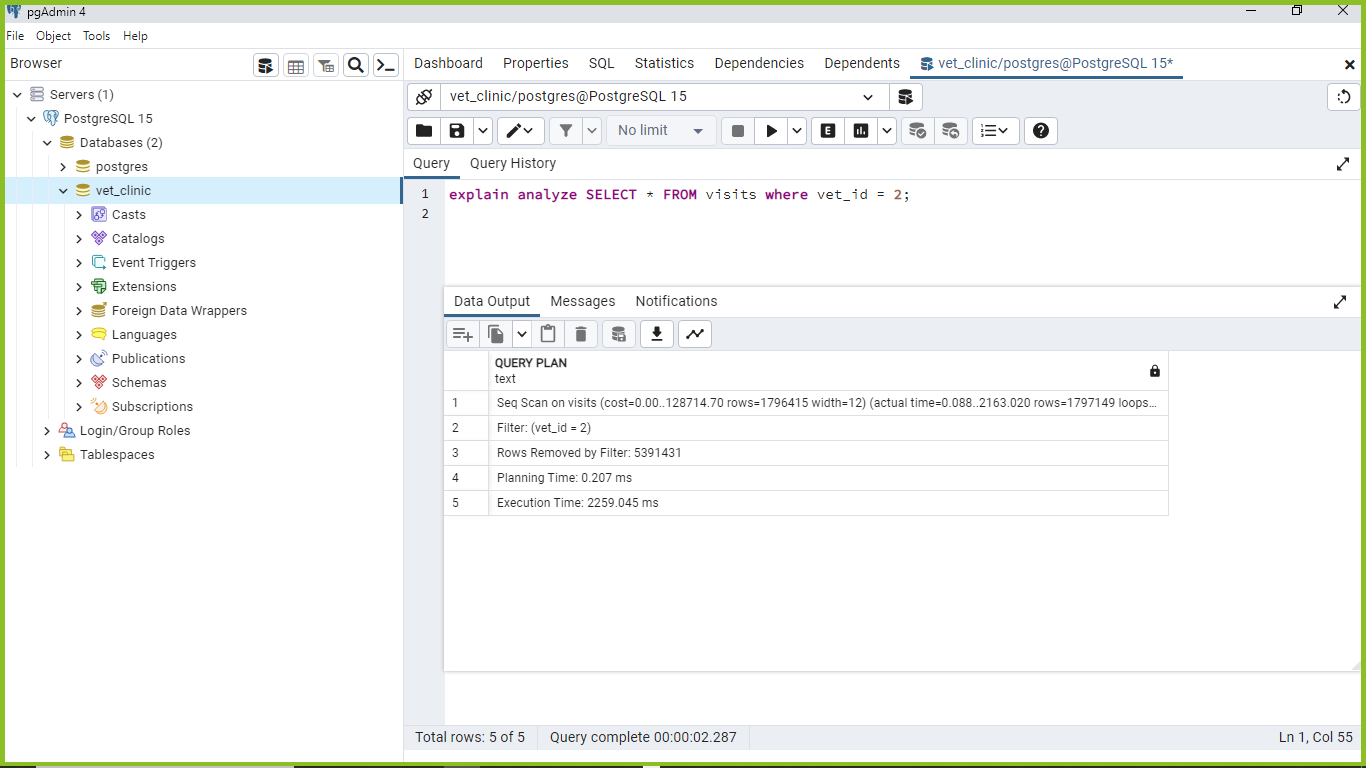 pgAdmin 4
File Object Tools Help
Browser
Dashboard Properties SQL Statistics Dependencies Dependents vet_clinic/postgres@PostgreSQL 15*
Servers (1)
PostgreSQL 15
Databases (2)
postgres
vet_clinic
Casts
Catalogs
Event Triggers
Extensions
Foreign Data Wrappers
Languages
Publications
Schemas
Subscriptions
Login/Group Roles
Tablespaces
vet_clinic/postgres@PostgreSQL 15
No limit
E
Query Query History
1 explain analyze SELECT * FROM visits where vet_id = 2;
2
Data Output Messages Notifications
QUERY PLAN
text
1 Seq Scan on visits (cost=0.00..128714.70 rows=1796415 width=12) (actual time=0.088..2163.020 rows=1797149 loops...
2 Filter: (vet_id = 2)
3 Rows Removed by Filter: 5391431
4 Planning Time: 0.207 ms
5 Execution Time: 2259.045 ms
Total rows: 5 of 5 Query complete 00:00:02.287 Ln 1, Col 55